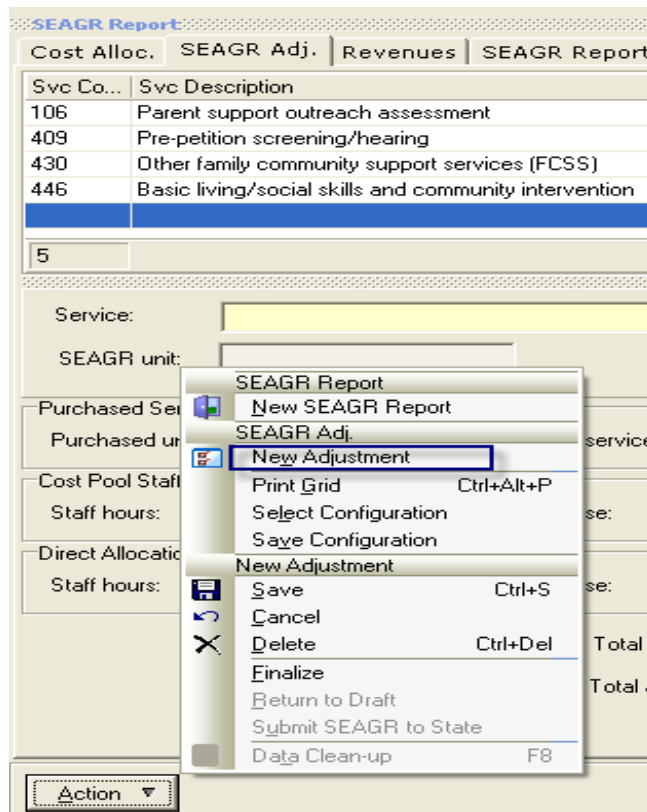 SEAGR Report
Cost Alloc. SEAGR Adj. Revenues SEAGR Report
Svc Co... Svc Description
106 Parent support outreach assessment
409 Pre-petition screening/hearing
430 Other family community support services (FCSS)
446 Basic living/social skills and community intervention
5
Service:
SEAGR unit:
SEAGR Report
Purchased Ser New SEAGR Report
SEAGR Adj.
Purchased un service
New Adjustment
Cost Pool Staff
Print Grid Ctrl+Alt+P
Staff hours: Select Configuration se:
Save Configuration
Direct Allocatio
New Adjustment
Staff hours: Save Ctrl+S se:
Cancel
Delete Ctrl+Del Total
Finalize
Total
Return to Draft
Submit SEAGR to State
Data Clean-up F8
Action